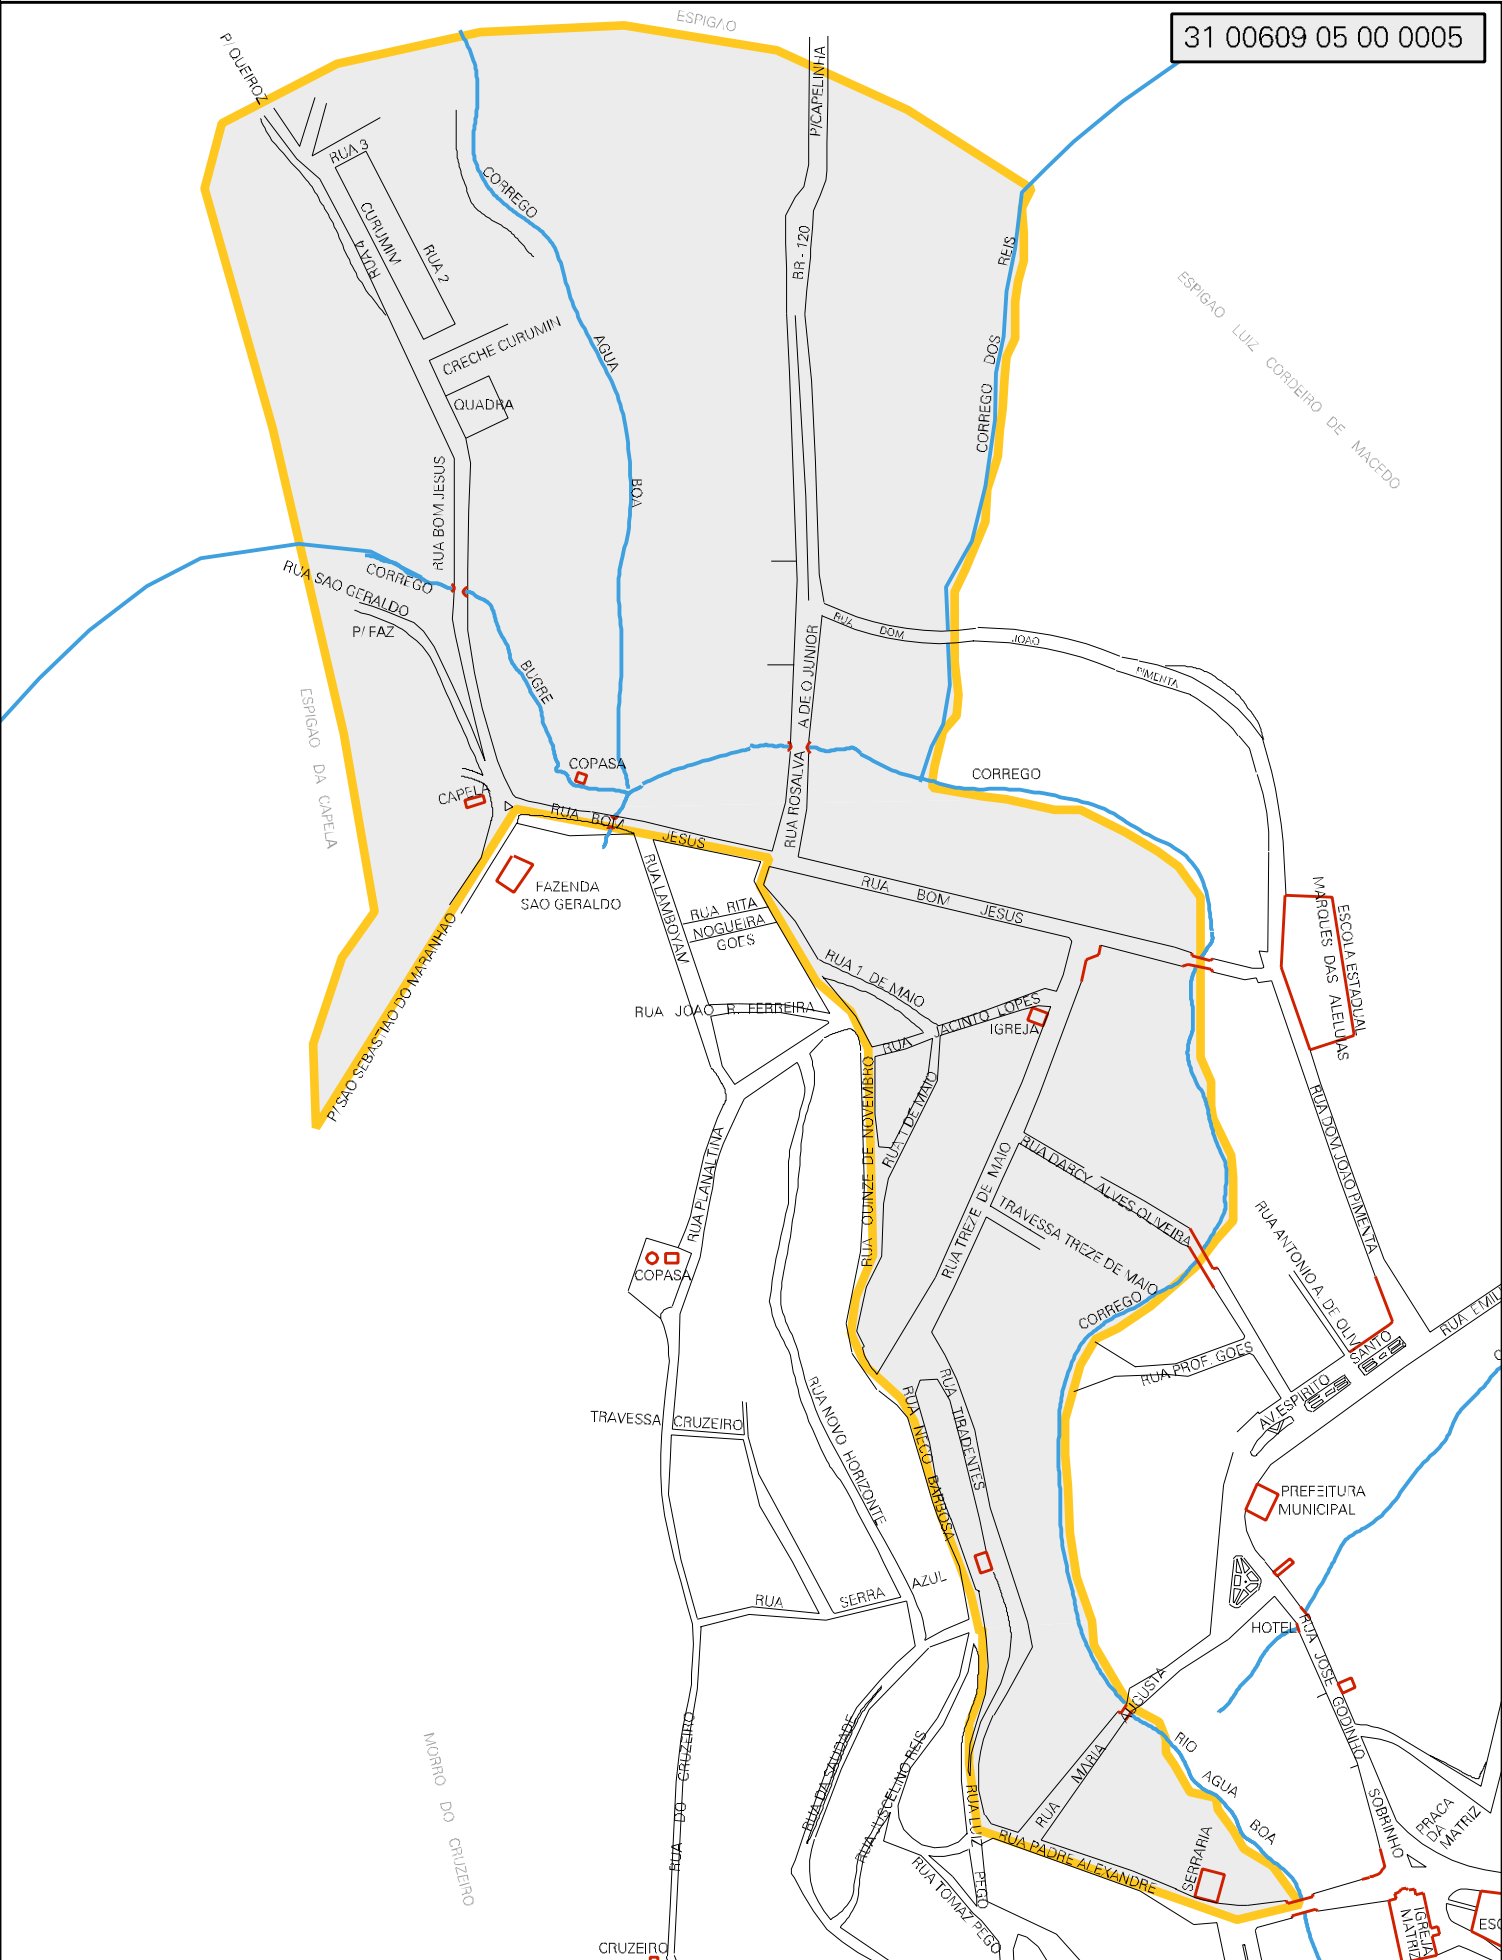 ESPIGAO
31 00609 05 00 0005
P/ QUEIROZ
P/CAPELINHA
RUA 3
CORREGO
CURUMIM
RUA 4
RUA 2
BR - 120
REIS
ESPIGAO LUIZ CORDEIRO DE MACEDO
CRECHE CURUMIN
AGUA
DOS
QUADRA
CORREGO
RUA BOM JESUS
BOA
RUA SAO GERALDO
CORREGO
P/ FAZ
RUA DOM JOAO PIMENTA
A DE O JUNIOR
BUGRE
ESPIGAO DA CAPELA
COPASA
CORREGO
CAPELA
RUA ROSALVA
RUA BOM JESUS
FAZENDA
SAO GERALDO
RUA LAMBOYAM
RUA RITA
NOGUEIRA
GOES
RUA BOM JESUS
ESCOLA ESTADUAL
MARQUES DAS ALELUIAS
P/ SAO SEBASTIAO DO MARANHAO
RUA 1 DE MAIO
RUA JOAO R. FERREIRA
RUA JACINTO LOPES
IGREJA
RUA QUINZE DE NOVEMBRO
RUA 1 DE MAIO
RUA DOM JOAO PIMENTA
RUA PLANALTINA
RUA TREZE DE MAIO
RUA DARCY ALVES OLIVEIRA
TRAVESSA TREZE DE MAIO
RUA ANTONIO A. DE OLIV
COPASA
CORREGO
RUA EMIL
RUA PROF. GOES
AV.ESPIRITO SANTO
RUA NECO BARBOSA
RUA TIRADENTES
RUA NOVO HORIZONTE
TRAVESSA CRUZEIRO
PREFEITURA
MUNICIPAL
RUA SERRA AZUL
HOTEL
RUA JOSE GODINHO SOBRINHO
AUGUSTA
RUA MARIA
RIO AGUA BOA
MORRO DO CRUZEIRO
RUA DO CRUZEIRO
RUA DA SAUDADE
RUA JUSCELINO REIS
RUA LUIZ PEGO
RUA PADRE ALEXANDRE
SERRARIA
PRACA
DA
MATRIZ
RUA TOMAZ PEGO
CRUZEIRO
IGREJA
MATRIZ
ESC